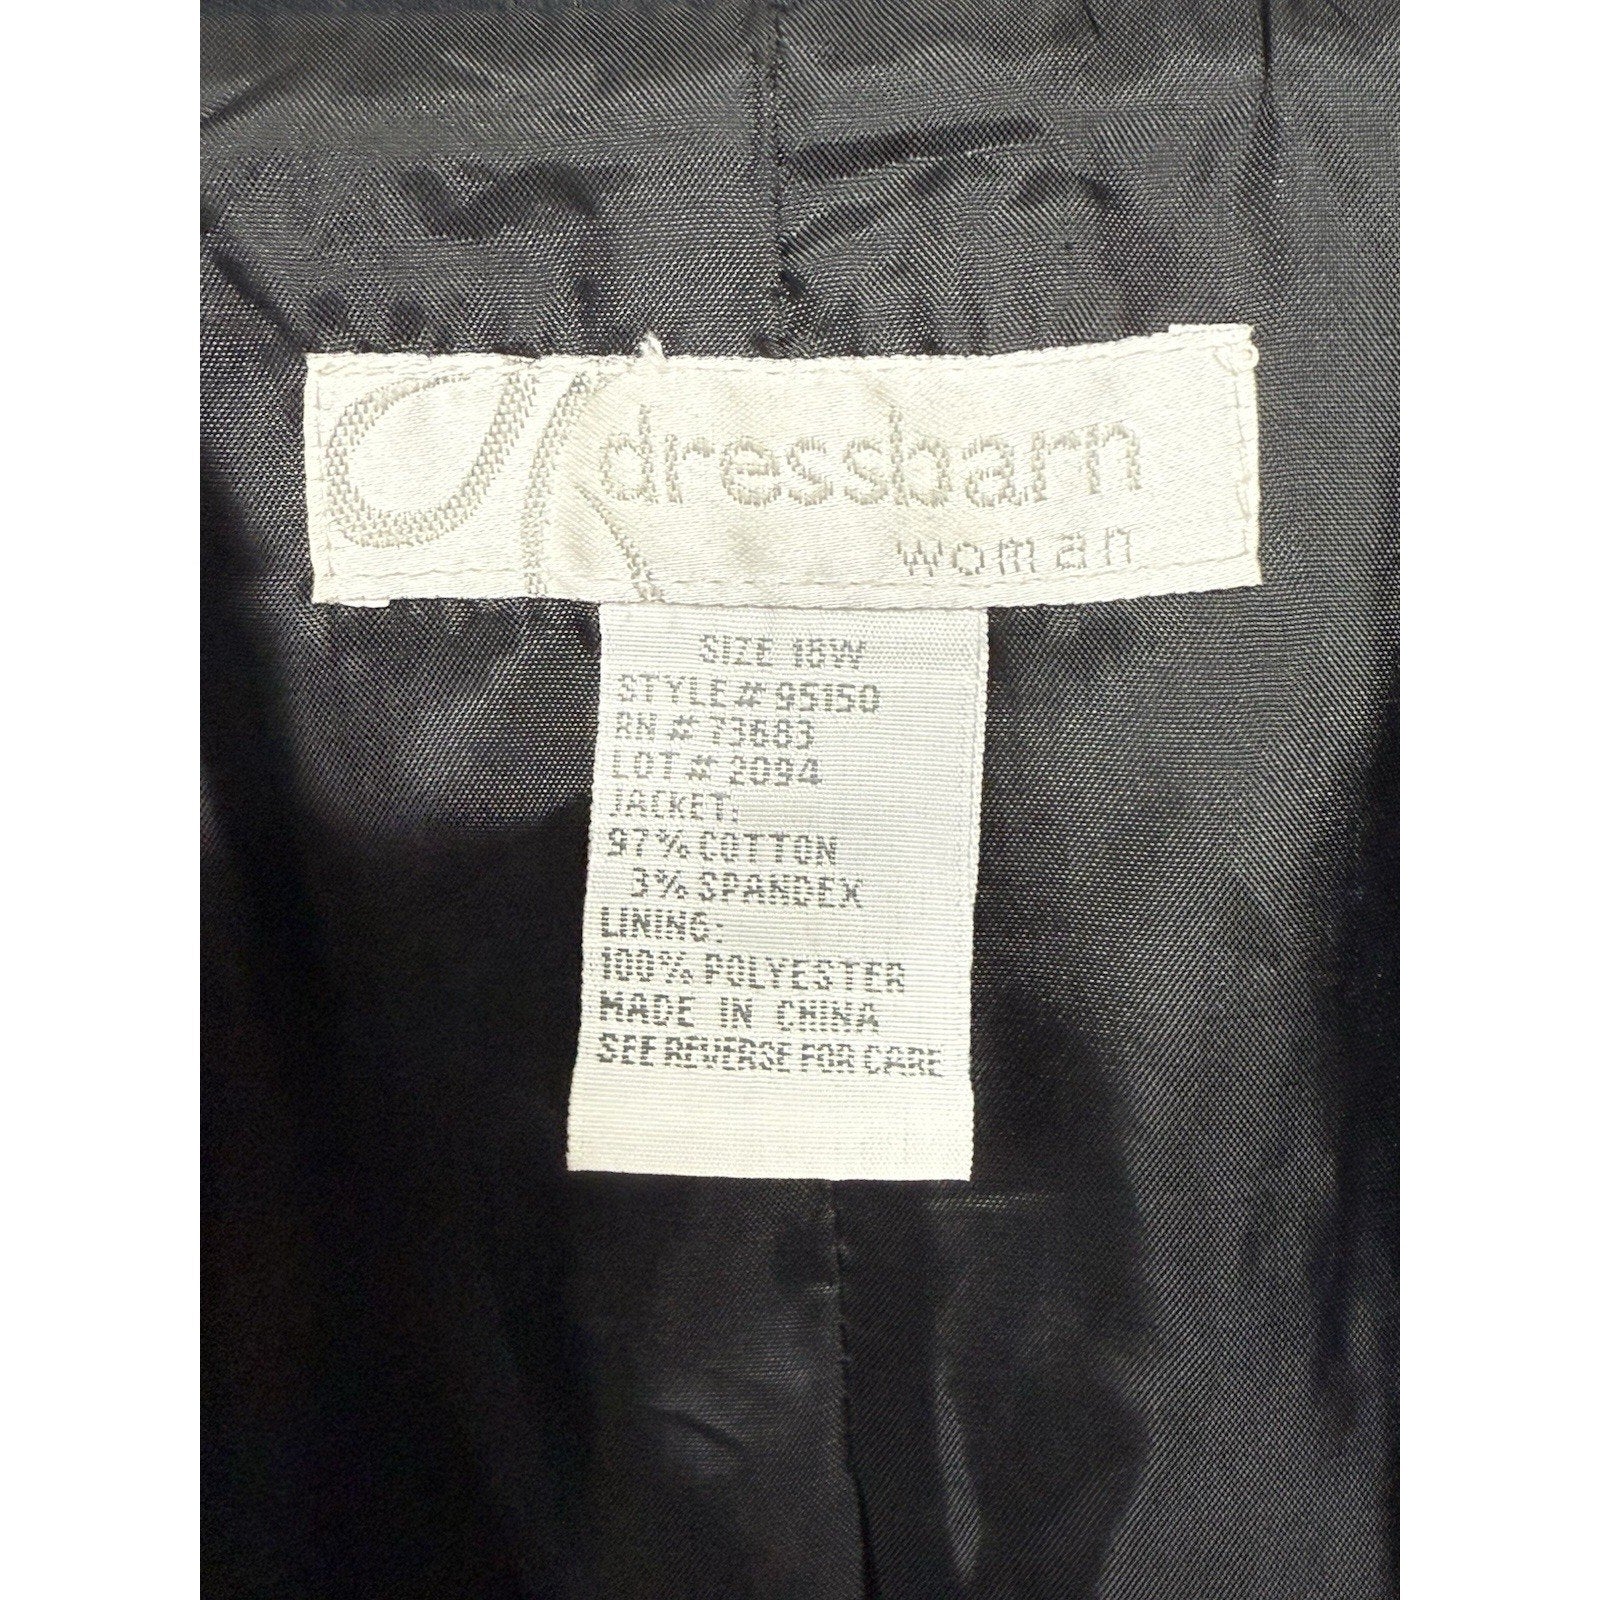 dressbarn
woman
SIZE 16W
STYLE# 95150
RN# 73683
LOT# 2094
JACKET:
97% COTTON
3% SPANDEX
LINING:
100% POLYESTER
MADE IN CHINA
SEE REVERSE FOR CARE